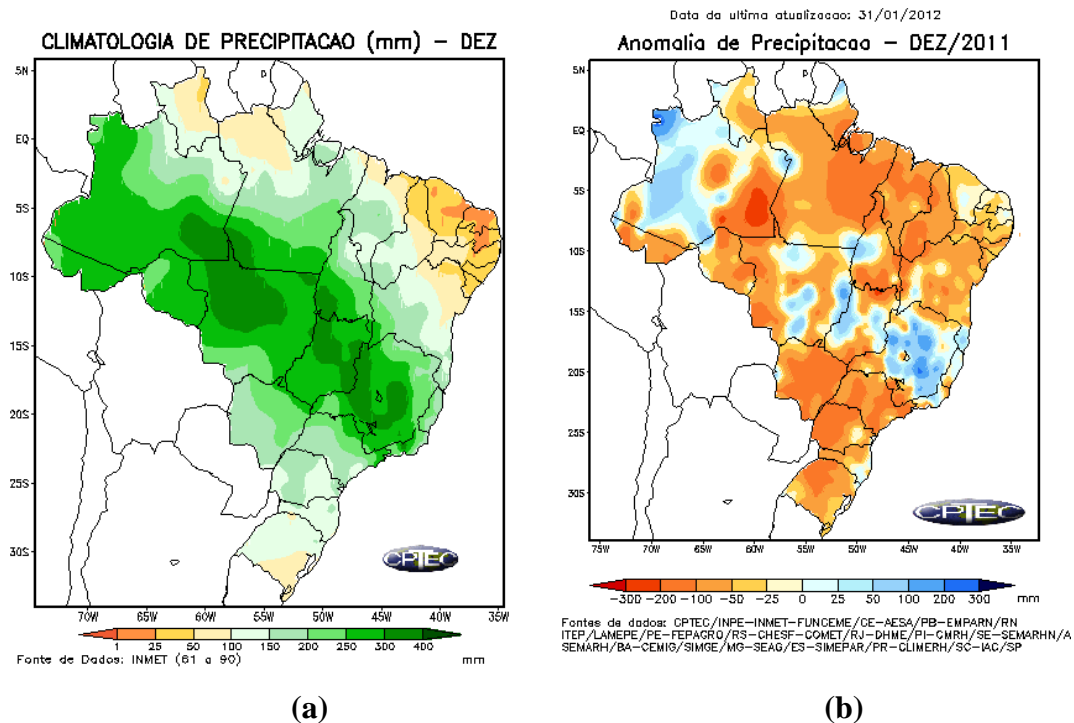 CLIMATOLOGIA DE PRECIPITACAO (mm) – DEZ
5N
EQ
5S
10S
15S
20S
25S
30S
70W 65W 60W 55W 50W 45W 40W 35W
CPTEC
1 25 50 100 150 200 250 300 400
mm
Fonte de Dados: INMET (61 a 90)
(a)
Data da ultima atualizacao: 31/01/2012
Anomalia de Precipitacao – DEZ/2011
5N
EQ
5S
10S
15S
20S
25S
30S
75W 70W 65W 60W 55W 50W 45W 40W 35W
CPTEC
-300 -200 -100 -50 -25 0 25 50 100 200 300 mm
Fontes de dados: CPTEC/INPE-INMET-FUNCEME/CE-AESA/PB-EMPARN/RN
ITEP/LAMEPE/PE-FEPAGRO/RS-CHESF-COMET/RJ-DHME/PI-CMRH/SE-SEMARHN/A
SEMARH/BA-CEMIG/SIMGE/MG-SEAG/ES-SIMEPAR/PR-CLIMERH/SC-IAC/SP
(b)